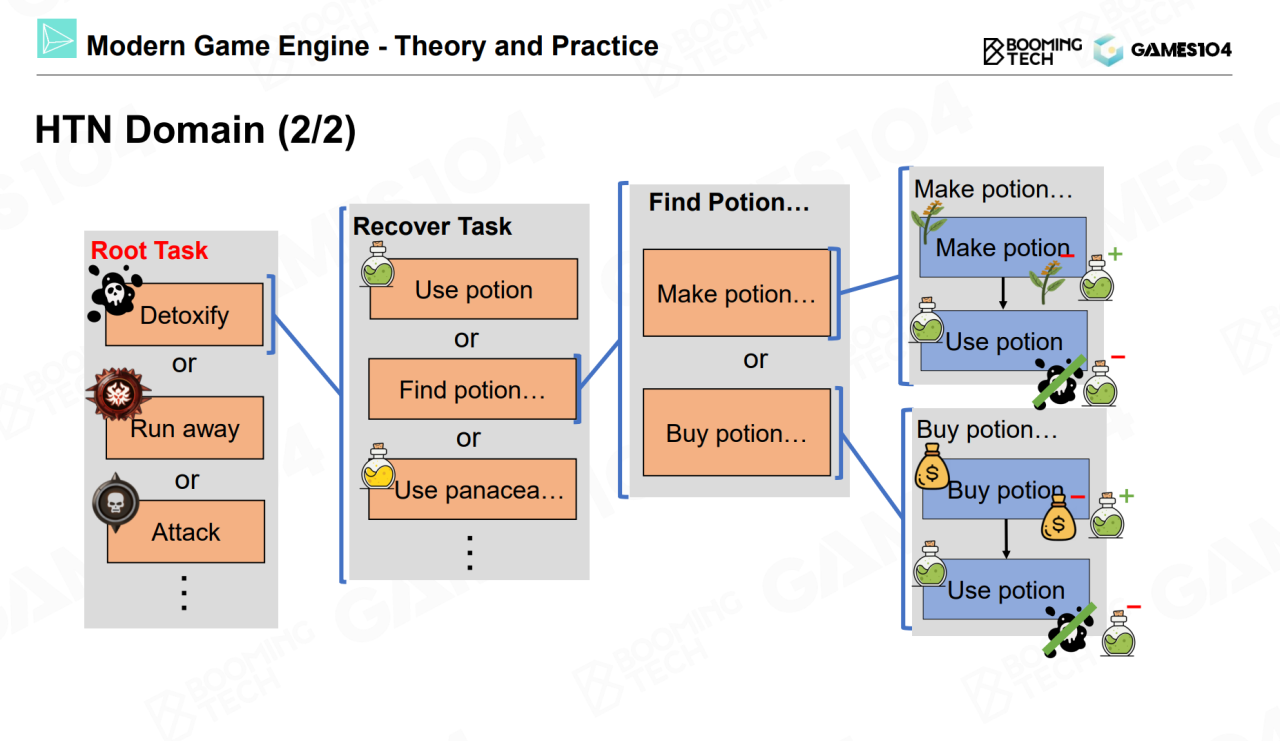 Modern Game Engine - Theory and Practice
BOOMING
TECH
GAMES104
HTN Domain (2/2)
Root Task
Detoxify
or
Run away
or
Attack
Recover Task
Use potion
or
Find potion…
or
Use panacea…
Find Potion…
Make potion…
or
Buy potion…
Make potion…
Make potion
Use potion
Buy potion…
Buy potion
Use potion